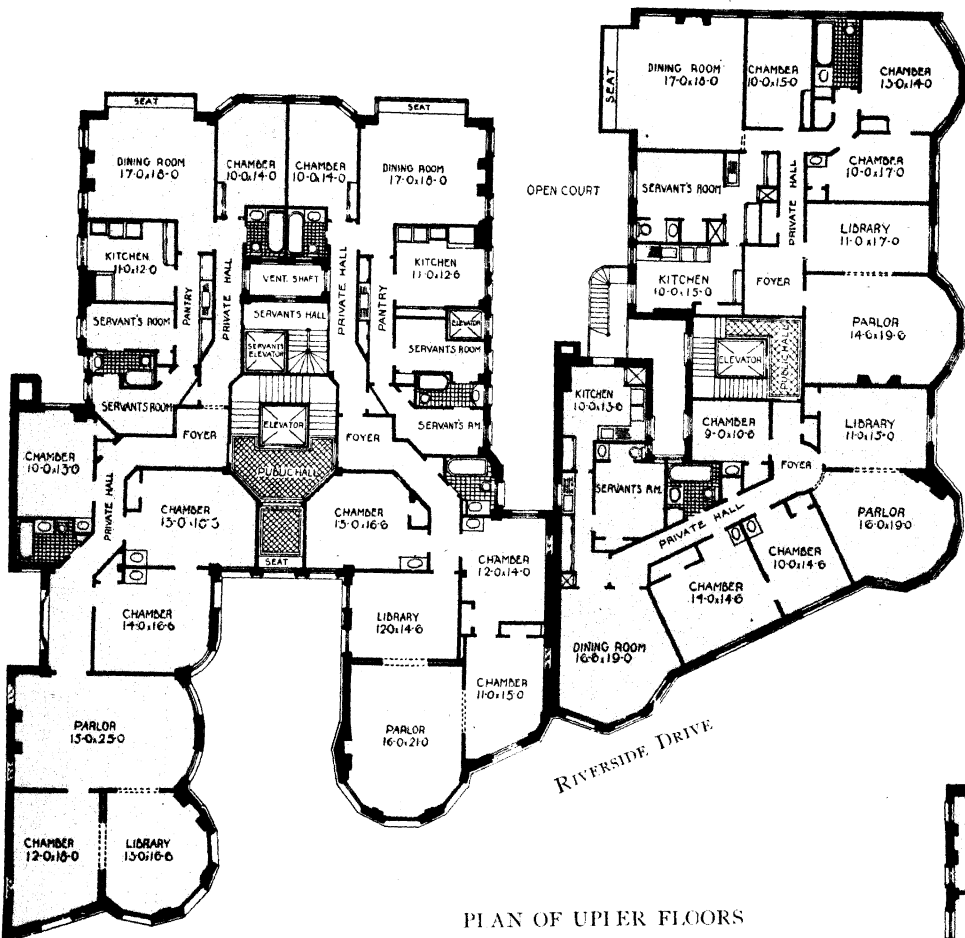 SEAT
DINING ROOM
17-0x18-0
CHAMBER
10-0x14-0
CHAMBER
10-0x14-0
SEAT
DINING ROOM
17-0x18-0
KITCHEN
11-0x12-0
PANTRY
PRIVATE HALL
VENT. SHAFT
SERVANTS HALL
SERVANTS
ELEVATOR
PRIVATE HALL
PANTRY
KITCHEN
11-0x12-6
ELEVATOR
SERVANT'S ROOM
SERVANTS ROOM
SERVANTS ROOM
SERVANT'S RM.
FOYER
ELEVATOR
FOYER
PUBLIC HALL
SEAT
CHAMBER
10-0x13-0
PRIVATE HALL
CHAMBER
CHAMBER
15-0x16-6
CHAMBER
14-0x16-6
CHAMBER
12-0x14-0
LIBRARY
12-0x14-6
CHAMBER
11-0x15-0
PARLOR
15-0x25-0
PARLOR
16-0x21-0
CHAMBER
12-0x18-0
LIBRARY
13-0x16-6
SEAT
DINING ROOM
17-0x18-0
CHAMBER
10-0x15-0
CHAMBER
13-0x14-0
OPEN COURT
SERVANT'S ROOM
PRIVATE HALL
CHAMBER
10-0x17-0
LIBRARY
11-0x17-0
KITCHEN
10-0x15-0
FOYER
PARLOR
14-6x19-6
ELEVATOR
PUBLIC HALL
KITCHEN
10-0x13-6
CHAMBER
9-0x10-6
LIBRARY
11-0x15-0
FOYER
SERVANT'S RM.
PRIVATE HALL
PARLOR
16-0x19-0
CHAMBER
10-0x14-6
CHAMBER
14-0x14-6
DINING ROOM
16-8x19-0
RIVERSIDE DRIVE
PLAN OF UPPER FLOORS